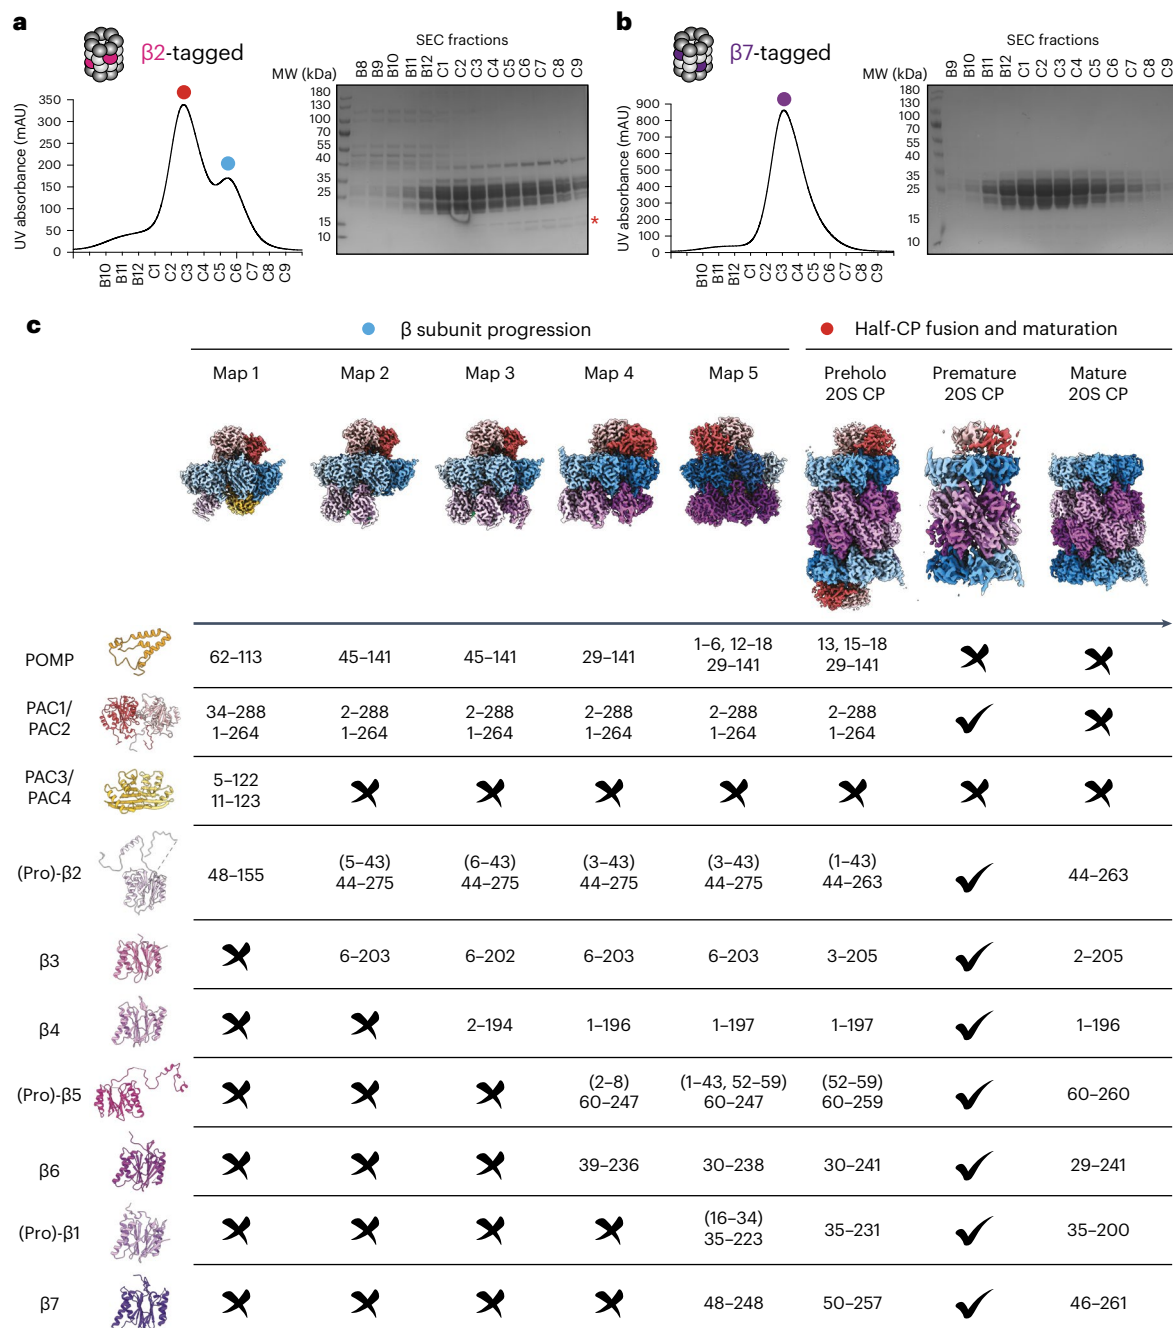 a
β2-tagged
UV absorbance (mAU)
350
300
250
200
150
100
50
0
B10 B11 B12 C1 C2 C3 C4 C5 C6 C7 C8 C9
SEC fractions
B8 B9 B10 B11 B12 C1 C2 C3 C4 C5 C6 C7 C8 C9
MW (kDa)
180
130
100
70
55
40
35
25
15
10
*
b
β7-tagged
UV absorbance (mAU)
900
800
700
600
500
400
300
200
100
0
B10 B11 B12 C1 C2 C3 C4 C5 C6 C7 C8 C9
SEC fractions
B9 B10 B11 B12 C1 C2 C3 C4 C5 C6 C7 C8 C9
MW (kDa)
180
130
100
70
55
40
35
25
15
10
c
β subunit progression
Half-CP fusion and maturation
Map 1 Map 2 Map 3 Map 4 Map 5 Preholo Premature Mature
20S CP 20S CP 20S CP
POMP 62–113 45–141 45–141 29–141 1–6, 12–18 13, 15–18
29–141 29–141
PAC1/ 34–288 2–288 2–288 2–288 2–288 2–288
PAC2 1–264 1–264 1–264 1–264 1–264 1–264
PAC3/ 5–122
PAC4 11–123
(Pro)-β2 48–155 (5–43) (6–43) (3–43) (3–43) (1–43)
44–275 44–275 44–275 44–275 44–263 44–263
β3 6–203 6–202 6–203 6–203 3–205 2–205
β4 2–194 1–196 1–197 1–197 1–196
(Pro)-β5 (2–8) (1–43, 52–59) (52–59)
60–247 60–247 60–259 60–260
β6 39–236 30–238 30–241 29–241
(Pro)-β1 (16–34)
35–223 35–231 35–200
β7 48–248 50–257 46–261